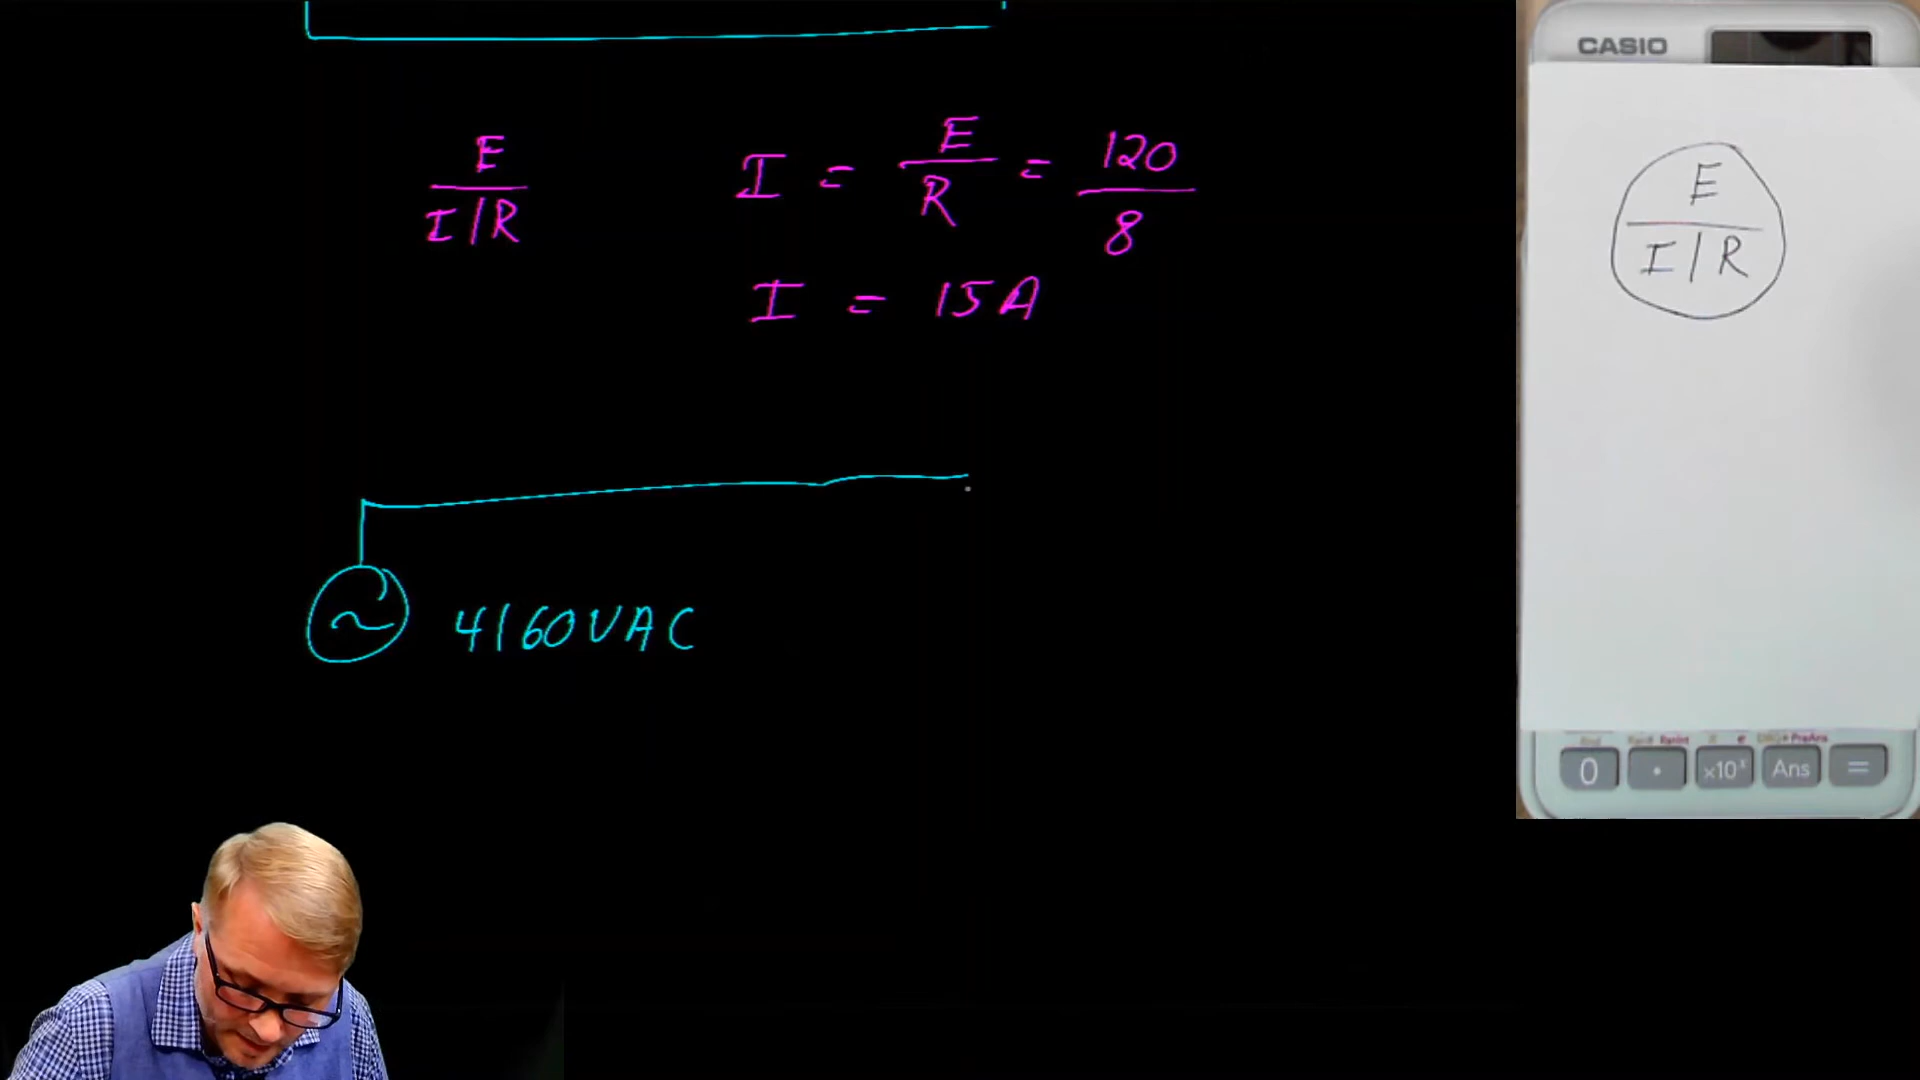 E
I/R
I = E/R = 120/8
I = 15A
4160VAC
CASIO
E
I/R
0 . ×10ˣ Ans =